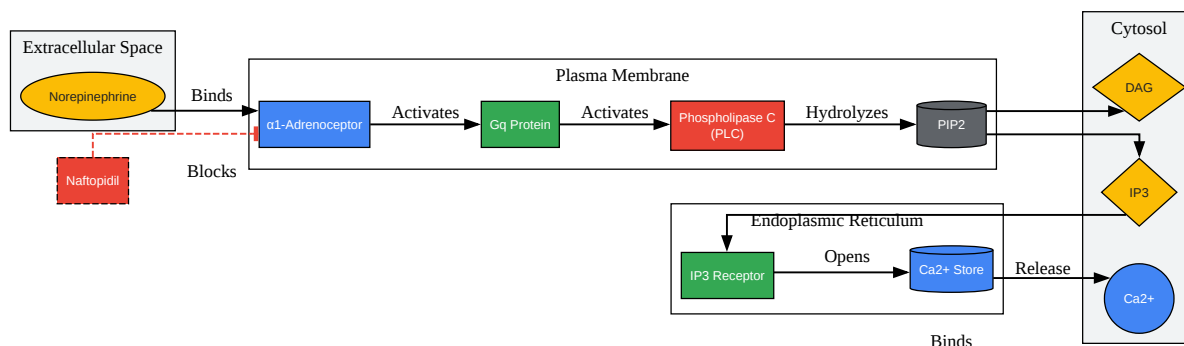 Extracellular Space
Norepinephrine
Binds
Naftopidil
Blocks
Plasma Membrane
α1-Adrenoceptor
Activates
Gq Protein
Activates
Phospholipase C
(PLC)
Hydrolyzes
PIP2
Cytosol
DAG
IP3
Endoplasmic Reticulum
IP3 Receptor
Opens
Ca2+ Store
Release
Ca2+
Binds